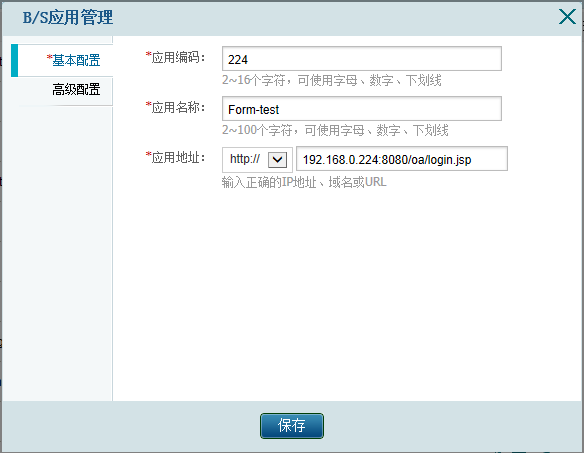 B/S应用管理
*基本配置
高级配置
*应用编码： 224
2~16个字符，可使用字母、数字、下划线
*应用名称： Form-test
2~100个字符，可使用字母、数字、下划线
*应用地址： http:// 192.168.0.224:8080/oa/login.jsp
输入正确的IP地址、域名或URL
保存